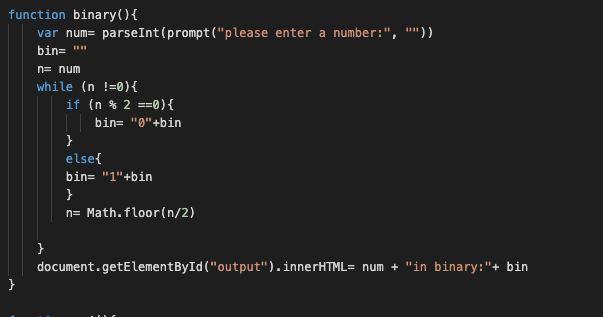 function binary(){
var num= parseInt(prompt("please enter a number:", ""))
bin= ""
n= num
while (n !=0){
if (n % 2 ==0){
bin= "0"+bin
}
else{
bin= "1"+bin
}
n= Math.floor(n/2)
}
document.getElementById("output").innerHTML= num + "in binary:"+ bin
}